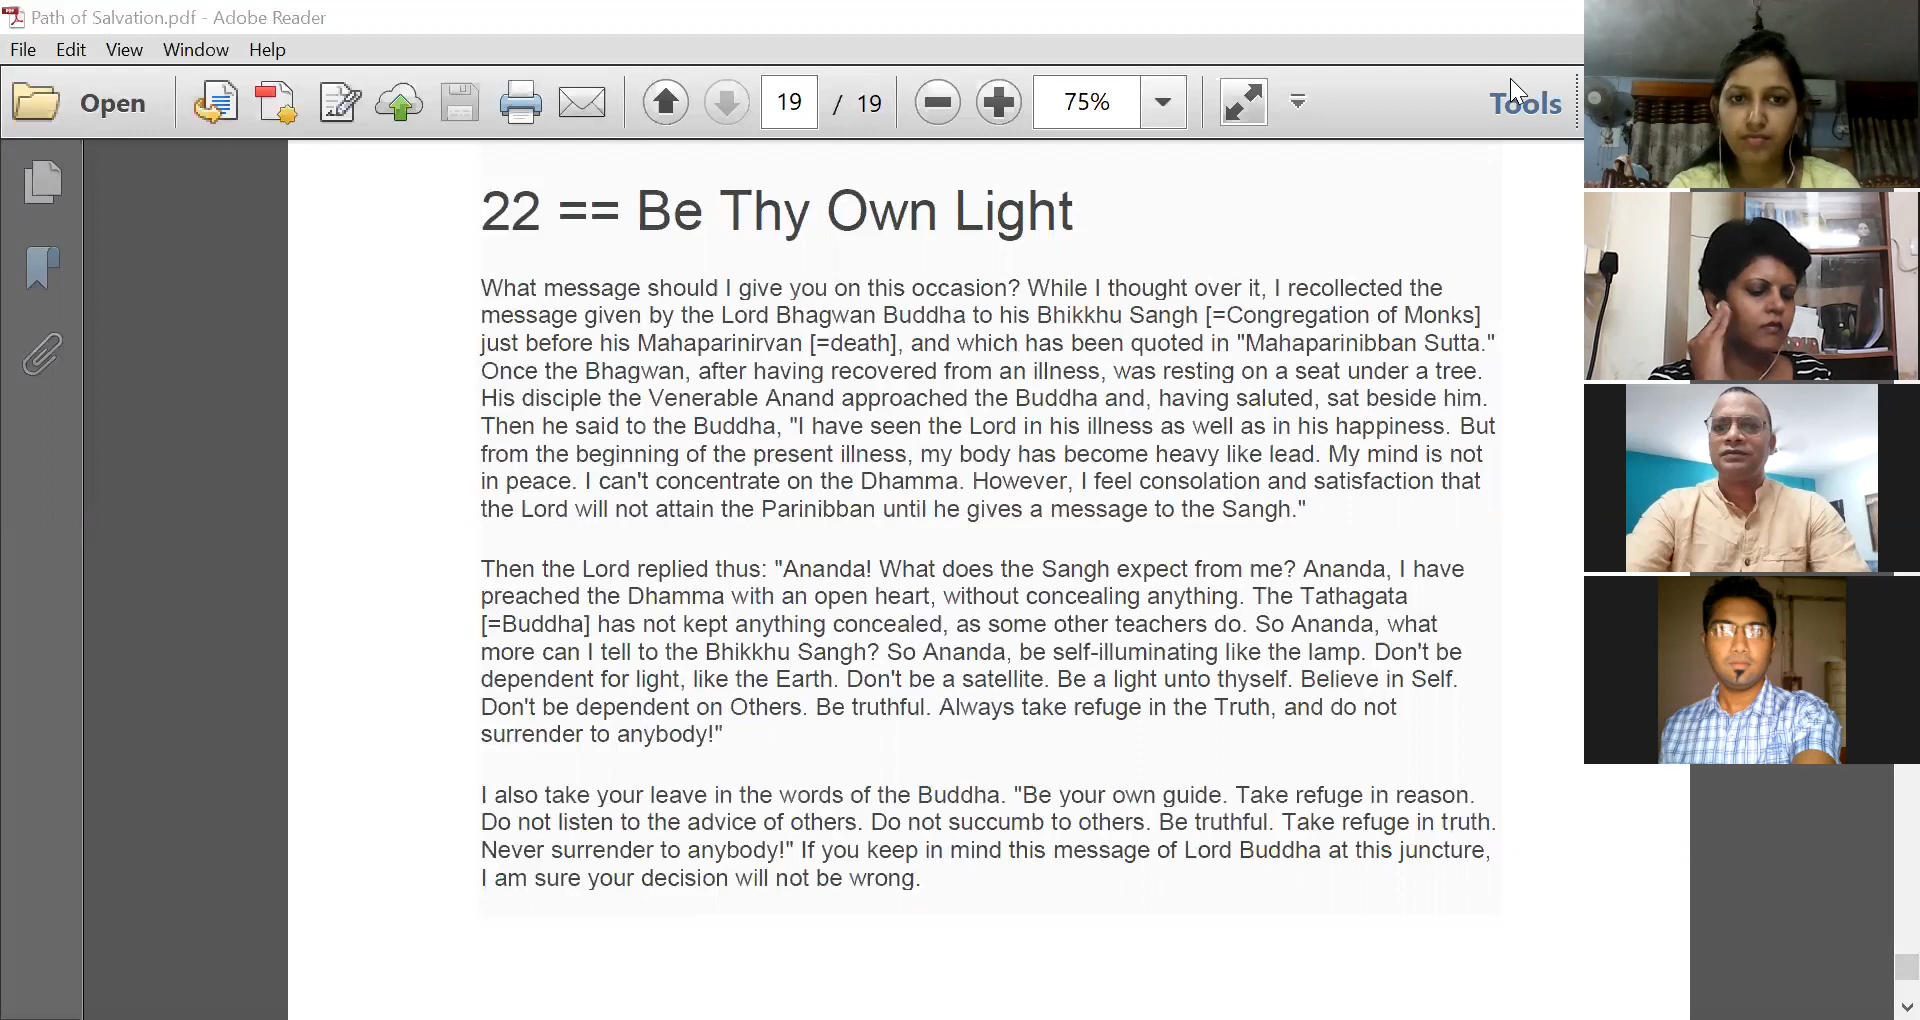 Path of Salvation.pdf - Adobe Reader
File Edit View Window Help
Open 19 / 19 75% Tools
22 == Be Thy Own Light
What message should I give you on this occasion? While I thought over it, I recollected the
message given by the Lord Bhagwan Buddha to his Bhikkhu Sangh [=Congregation of Monks]
just before his Mahaparinirvan [=death], and which has been quoted in "Mahaparinibban Sutta."
Once the Bhagwan, after having recovered from an illness, was resting on a seat under a tree.
His disciple the Venerable Anand approached the Buddha and, having saluted, sat beside him.
Then he said to the Buddha, "I have seen the Lord in his illness as well as in his happiness. But
from the beginning of the present illness, my body has become heavy like lead. My mind is not
in peace. I can't concentrate on the Dhamma. However, I feel consolation and satisfaction that
the Lord will not attain the Parinibban until he gives a message to the Sangh."
Then the Lord replied thus: "Ananda! What does the Sangh expect from me? Ananda, I have
preached the Dhamma with an open heart, without concealing anything. The Tathagata
[=Buddha] has not kept anything concealed, as some other teachers do. So Ananda, what
more can I tell to the Bhikkhu Sangh? So Ananda, be self-illuminating like the lamp. Don't be
dependent for light, like the Earth. Don't be a satellite. Be a light unto thyself. Believe in Self.
Don't be dependent on Others. Be truthful. Always take refuge in the Truth, and do not
surrender to anybody!"
I also take your leave in the words of the Buddha. "Be your own guide. Take refuge in reason.
Do not listen to the advice of others. Do not succumb to others. Be truthful. Take refuge in truth.
Never surrender to anybody!" If you keep in mind this message of Lord Buddha at this juncture,
I am sure your decision will not be wrong.